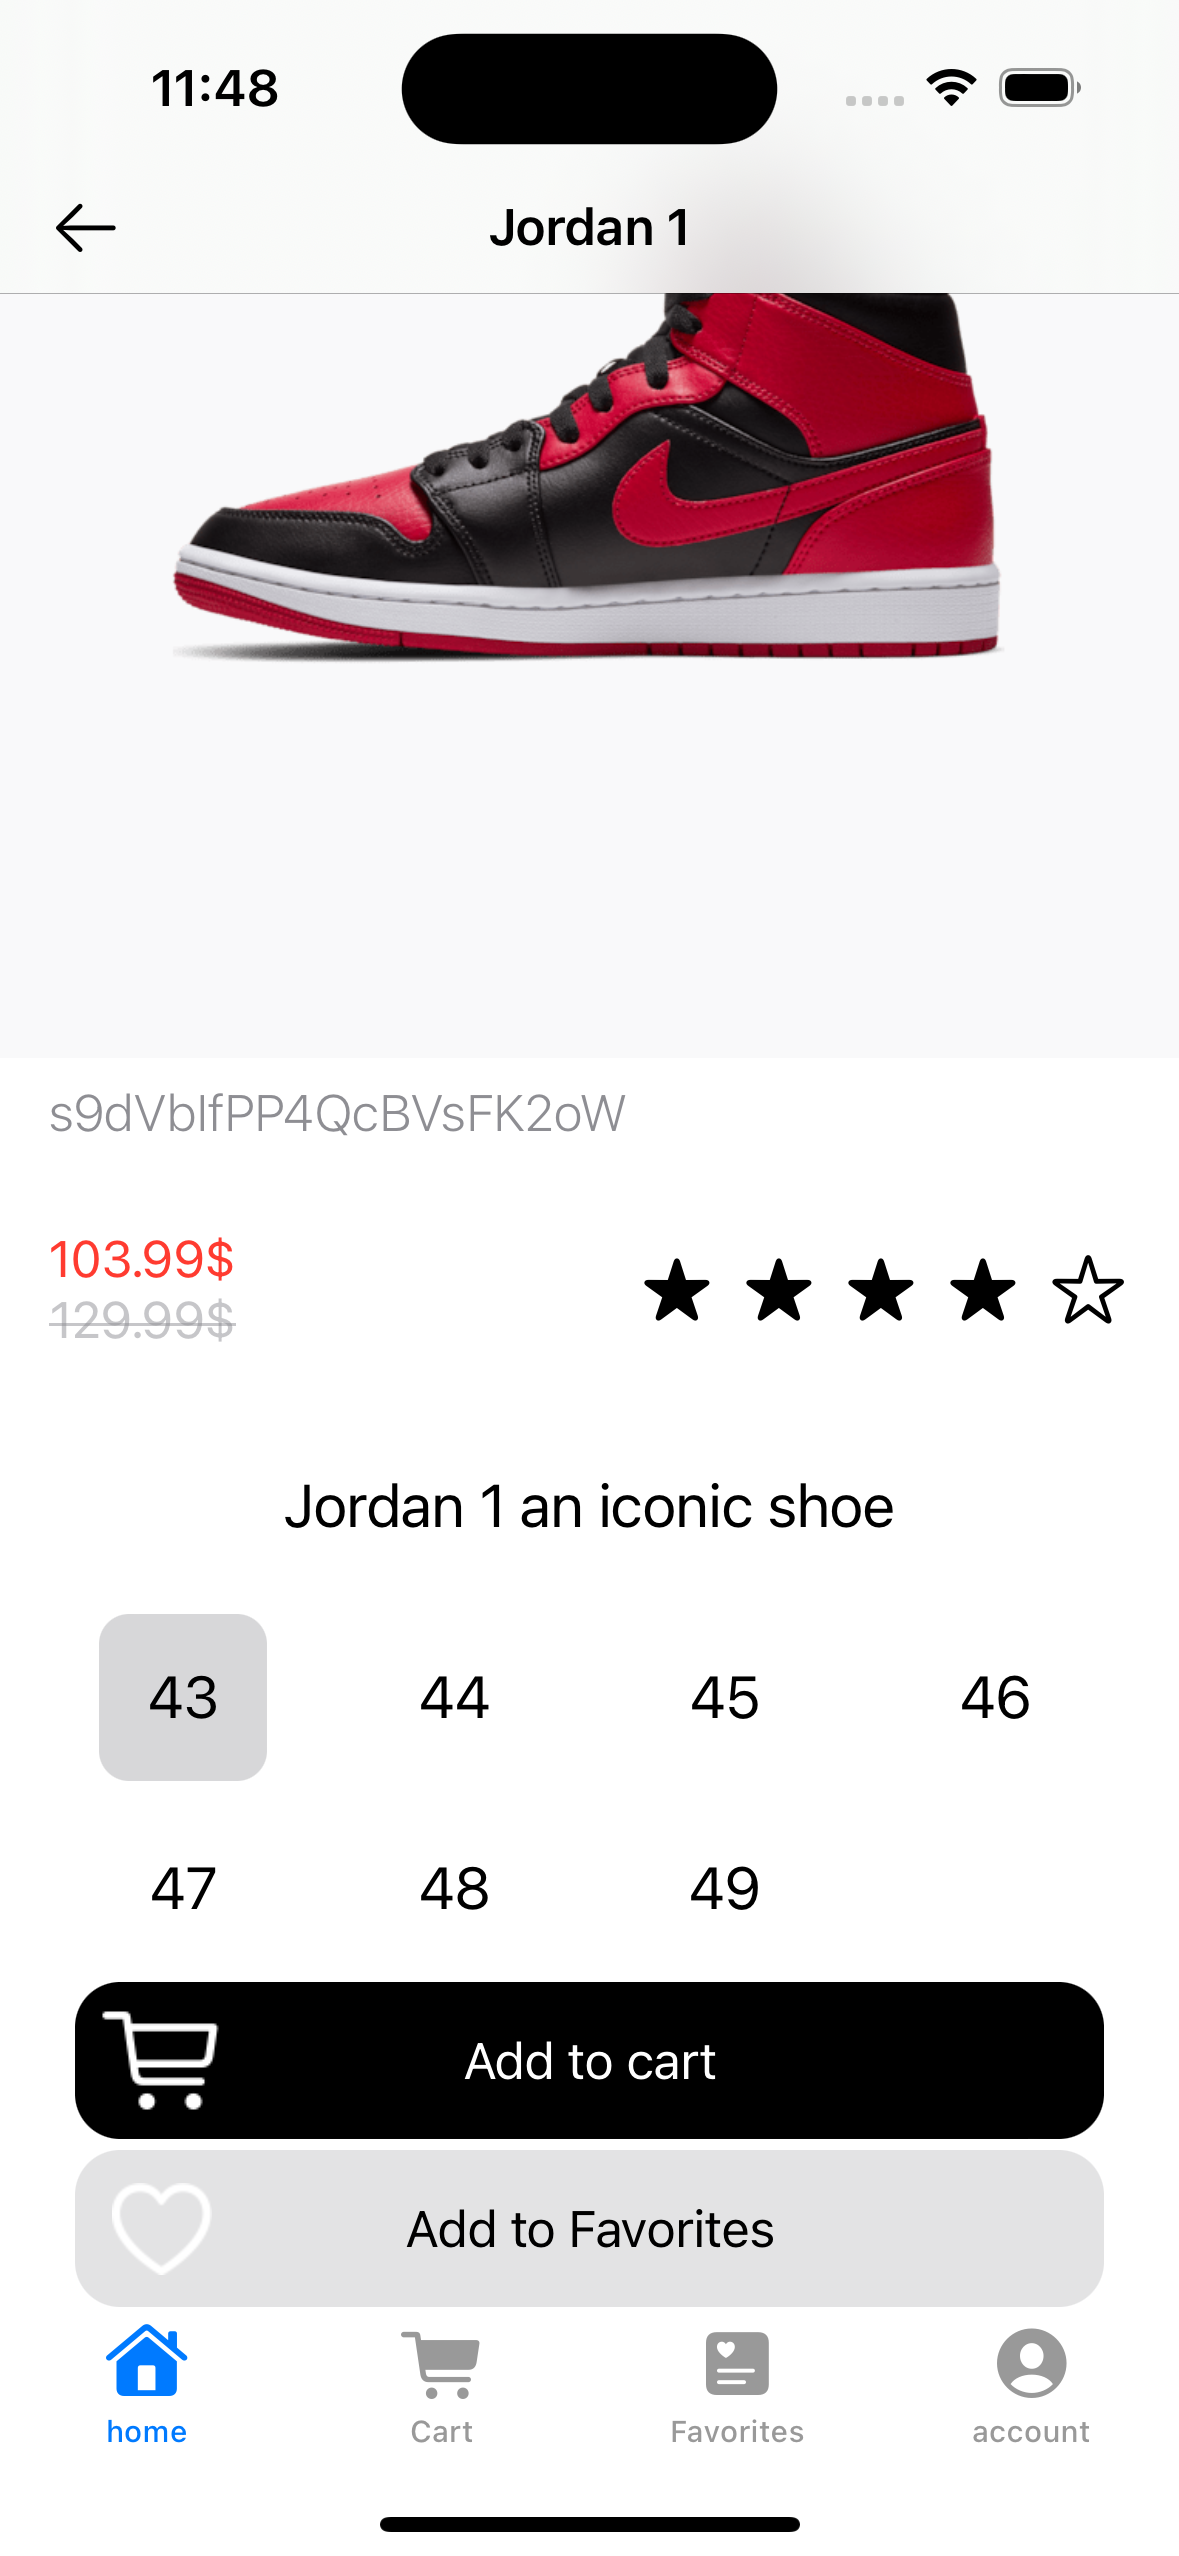 11:48
Jordan 1
s9dVbIfPP4QcBVsFK2oW
103.99$
129.99$
Jordan 1 an iconic shoe
43 44 45 46
47 48 49
Add to cart
Add to Favorites
home Cart Favorites account